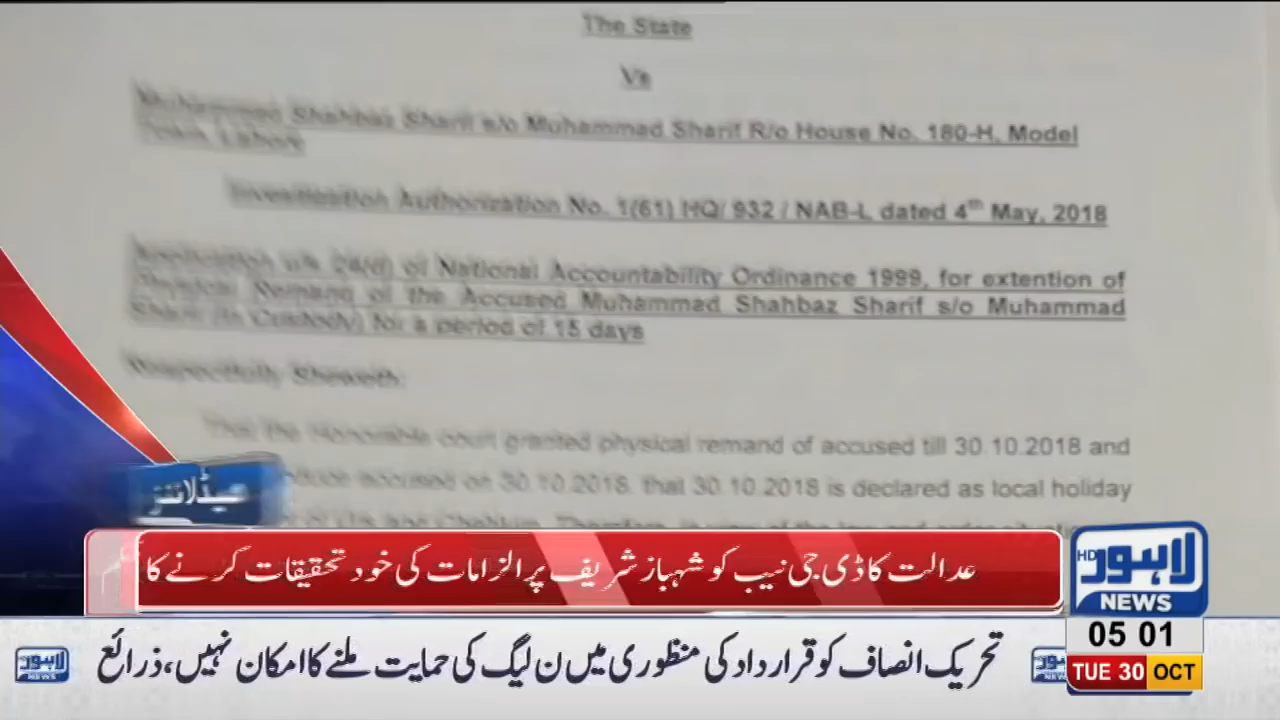 The State
Vs
Muhammad Shahbaz Sharif s/o Muhammad Sharif R/o House No. 180-H, Model
Town, Lahore
Investigation Authorization No. 1(61) HQ/ 932 / NAB-L dated 4th May, 2018
Application u/s 24(d) of National Accountability Ordinance 1999, for extention of
Physical Remand of the Accused Muhammad Shahbaz Sharif s/o Muhammad
Sharif (In Custody) for a period of 15 days
Respectfully Sheweth:
That the Honorable court granted physical remand of accused till 30.10.2018 and
accused on 30.10.2018. that 30.10.2018 is declared as local holiday
ہیڈلائنز
عدالت کا ڈی جی نیب کو شہباز شریف پر الزامات کی خود تحقیقات کرنے کا
HD
لاہور
NEWS
05 01
TUE 30 OCT
تحریک انصاف کو قرارداد کی منظوری میں ن لیگ کی حمایت ملنے کا امکان نہیں، ذرائع
لاہور
NEWS